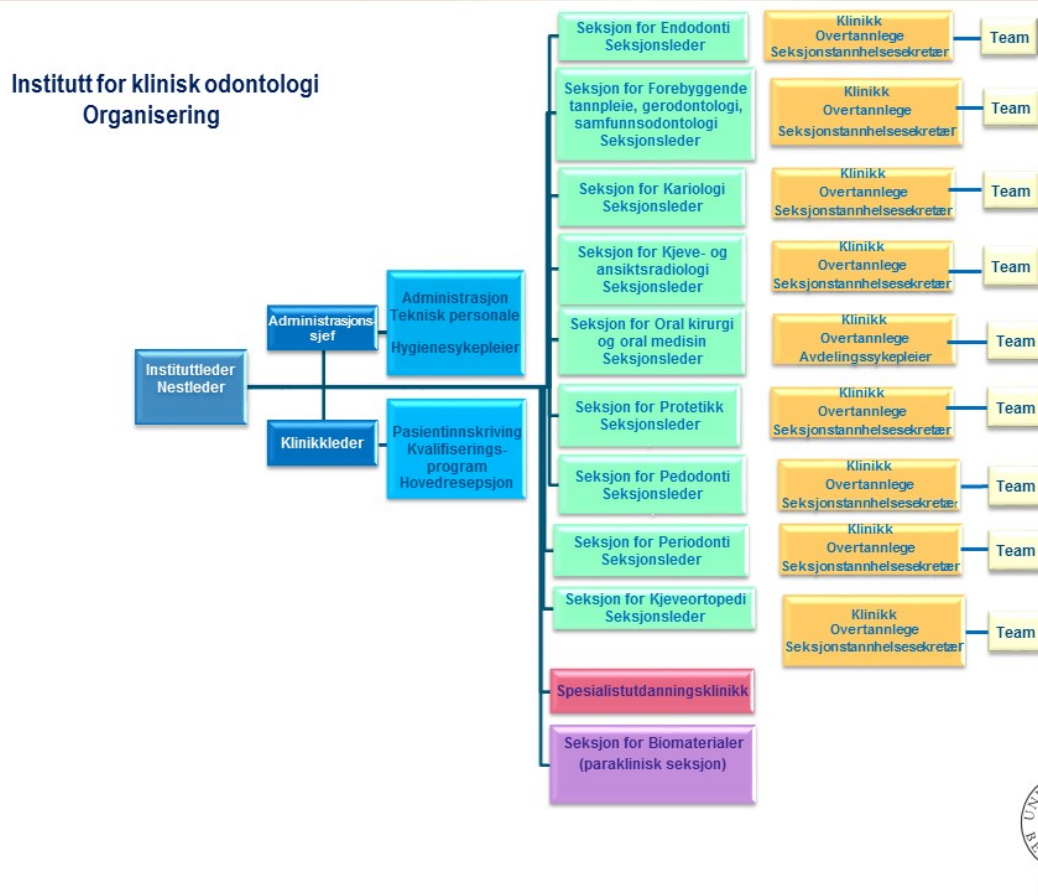 Institutt for klinisk odontologi
Organisering
Instituttleder
Nestleder
Administrasjons-
sjef
Klinikkleder
Administrasjon
Teknisk personale
Hygienesykepleier
Pasientinnskriving
Kvalifiserings-
program
Hovedresepsjon
Seksjon for Endodonti
Seksjonsleder
Klinikk
Overtannlege
Seksjonstannhelsesekretær
Team
Seksjon for Forebyggende
tannpleie, gerodontologi,
samfunnsodontologi
Seksjonsleder
Klinikk
Overtannlege
Seksjonstannhelsesekretær
Team
Seksjon for Kariologi
Seksjonsleder
Klinikk
Overtannlege
Seksjonstannhelsesekretær
Team
Seksjon for Kjeve- og
ansiktsradiologi
Seksjonsleder
Klinikk
Overtannlege
Seksjonstannhelsesekretær
Team
Seksjon for Oral kirurgi
og oral medisin
Seksjonsleder
Klinikk
Overtannlege
Avdelingssykepleier
Team
Seksjon for Protetikk
Seksjonsleder
Klinikk
Overtannlege
Seksjonstannhelsesekretær
Team
Seksjon for Pedodonti
Seksjonsleder
Klinikk
Overtannlege
Seksjonstannhelsesekretær
Team
Seksjon for Periodonti
Seksjonsleder
Klinikk
Overtannlege
Seksjonstannhelsesekretær
Team
Seksjon for Kjeveortopedi
Seksjonsleder
Klinikk
Overtannlege
Seksjonstannhelsesekretær
Team
Spesialistutdanningsklinikk
Seksjon for Biomaterialer
(paraklinisk seksjon)